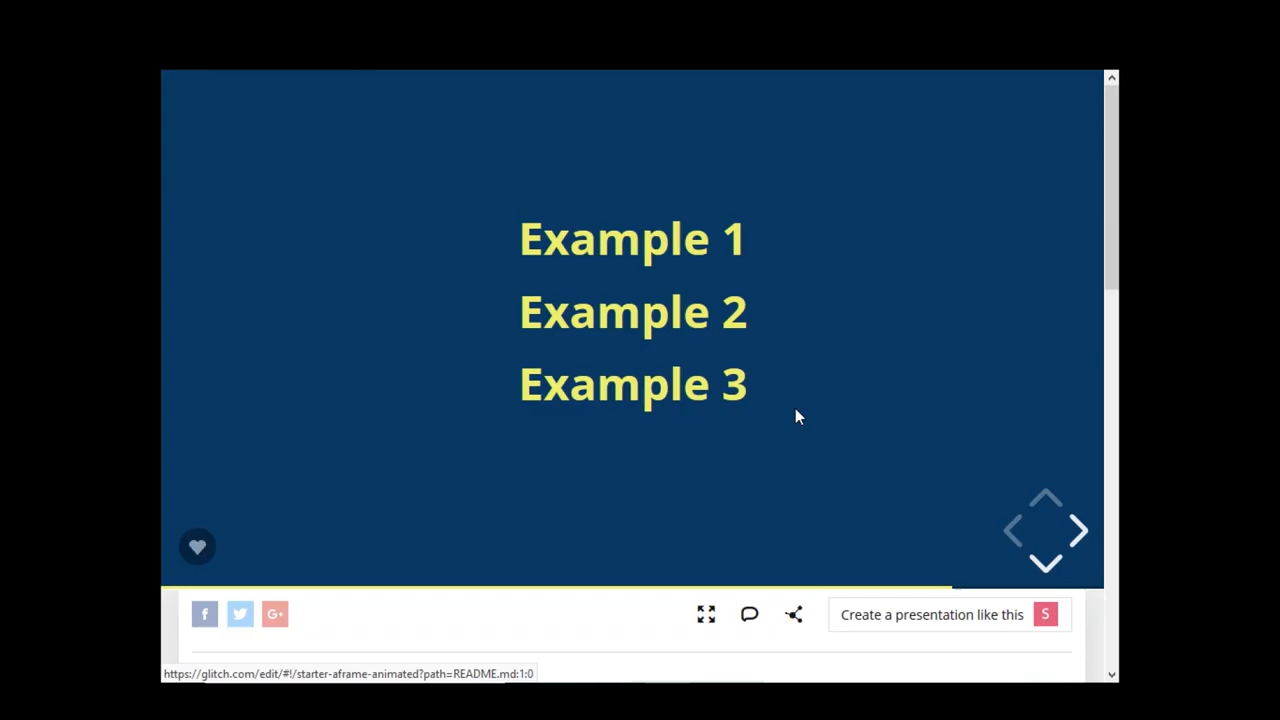 Example 1
Example 2
Example 3
f
G+
Create a presentation like this S
https://glitch.com/edit/#!/starter-aframe-animated?path=README.md:1:0